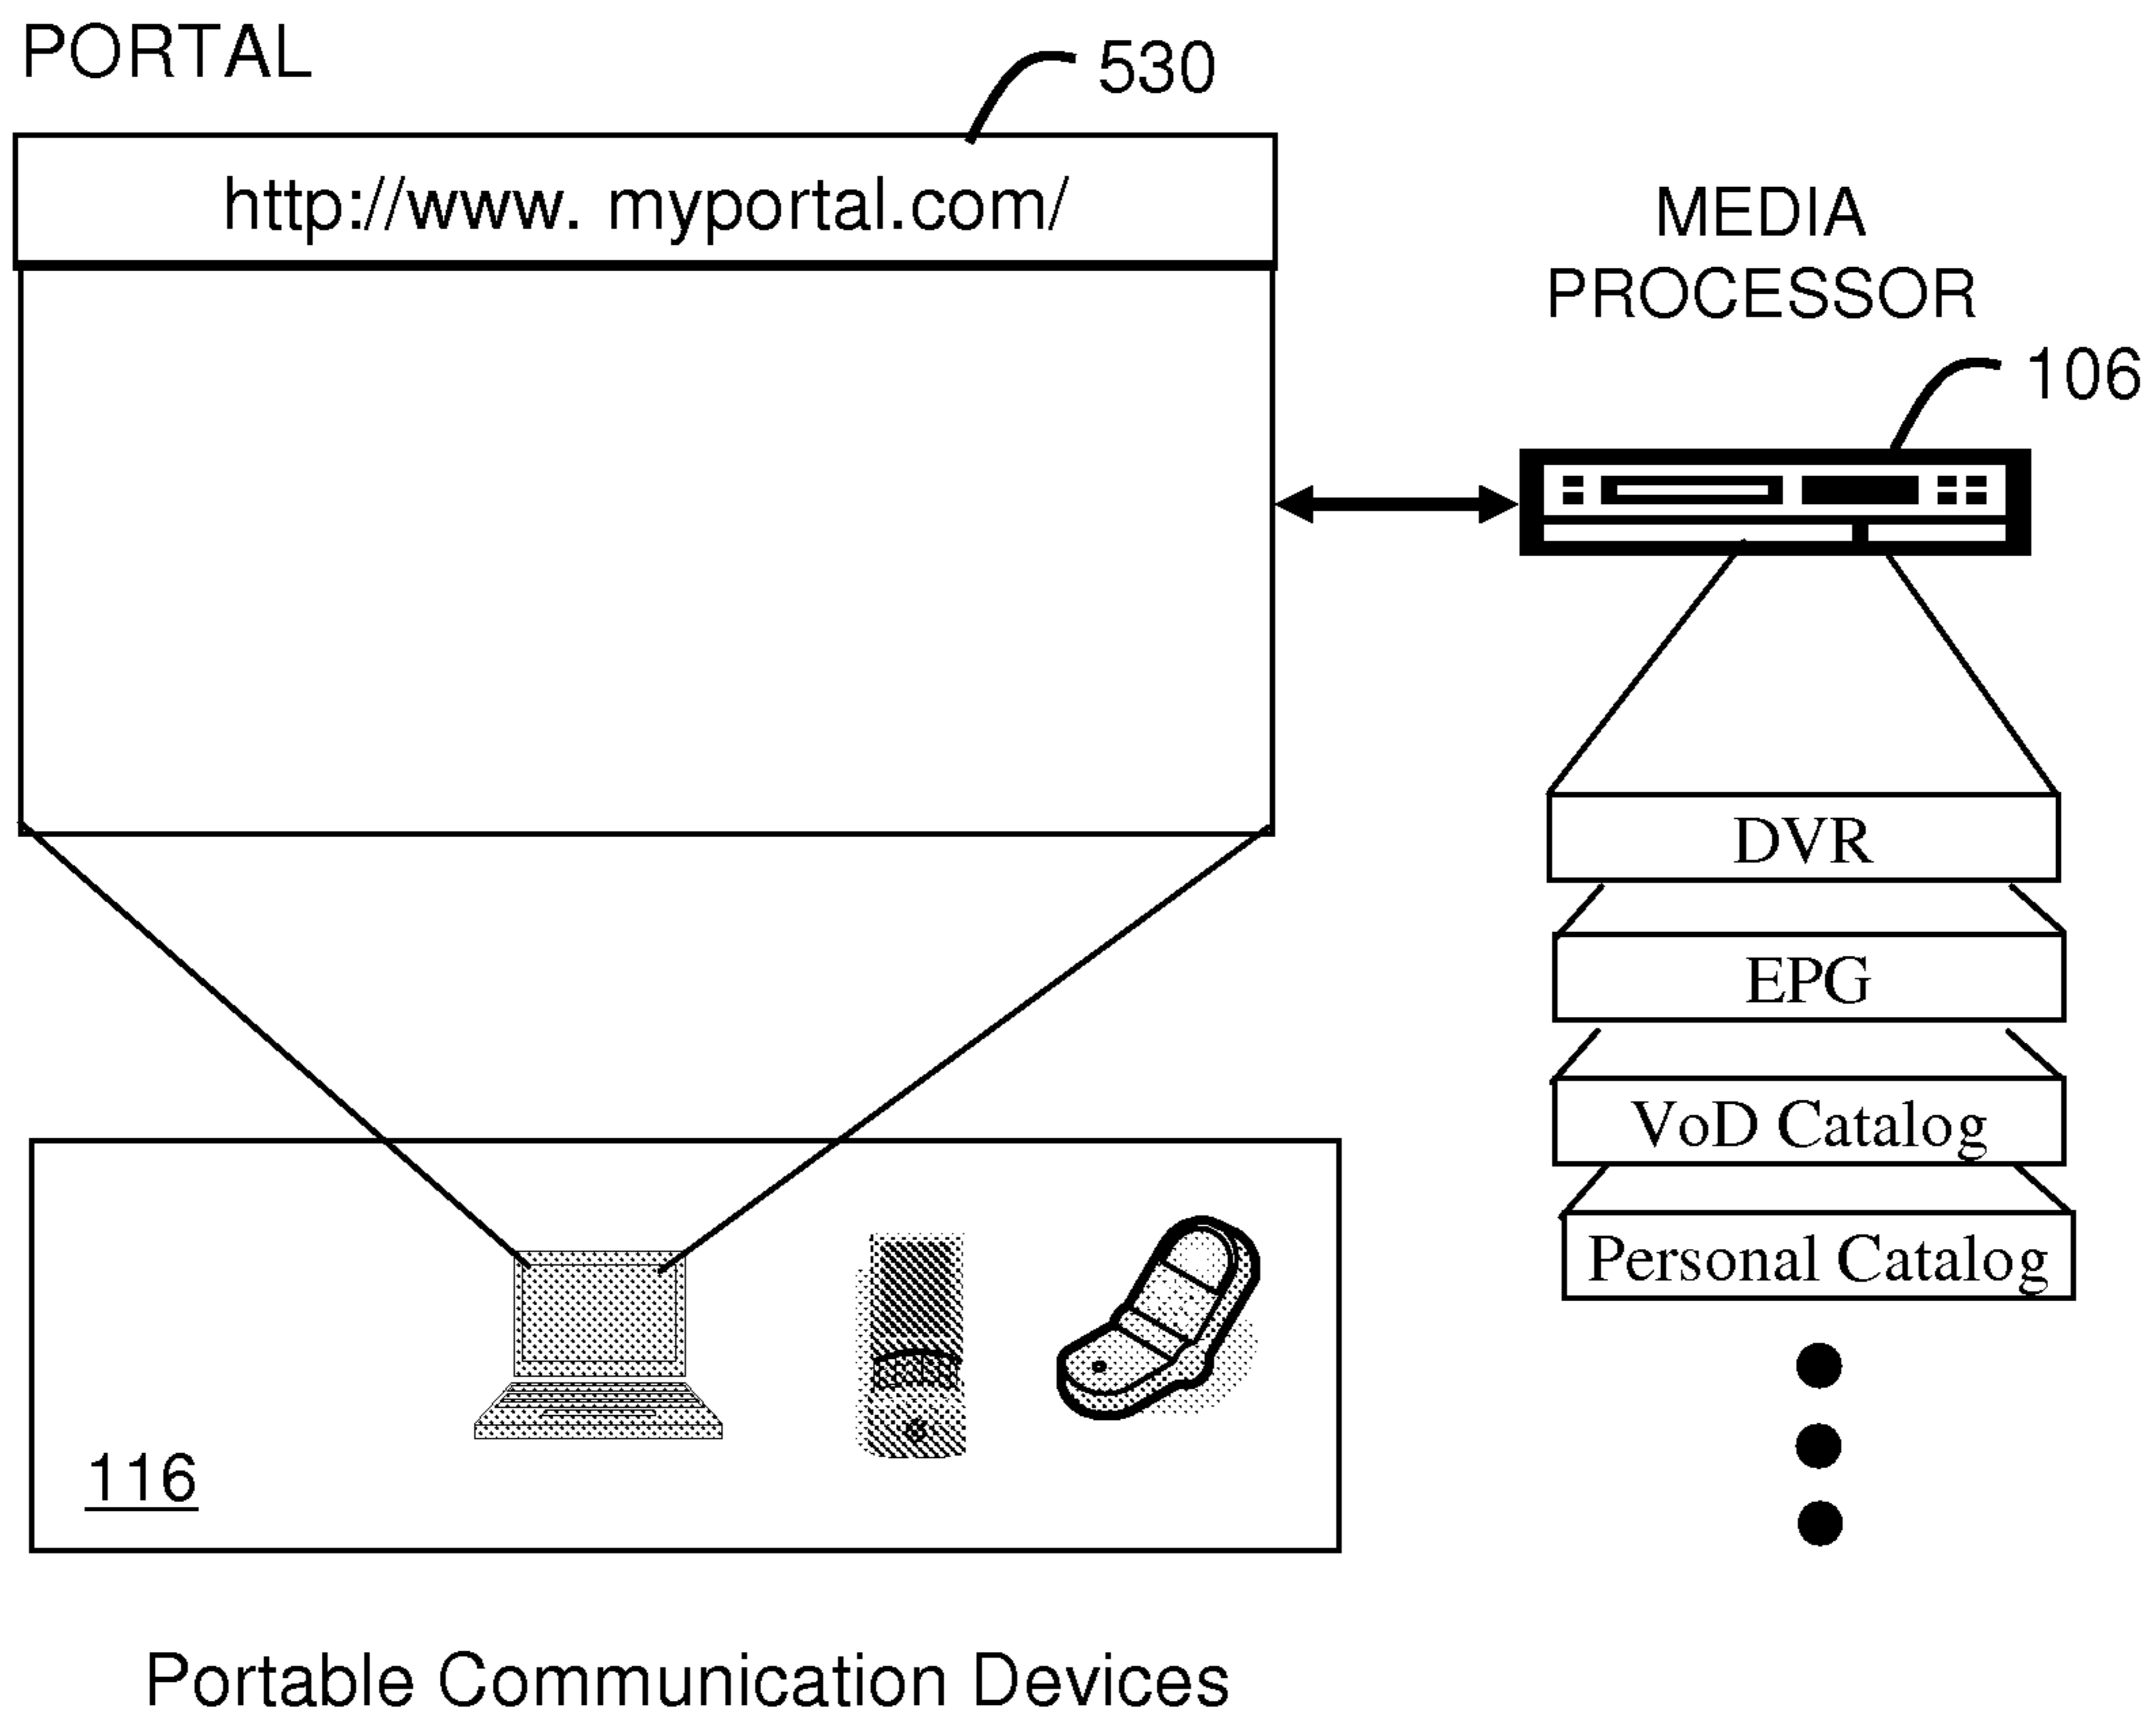 PORTAL
530
http://www. myportal.com/
MEDIA
PROCESSOR
106
DVR
EPG
VoD Catalog
Personal Catalog
116
Portable Communication Devices